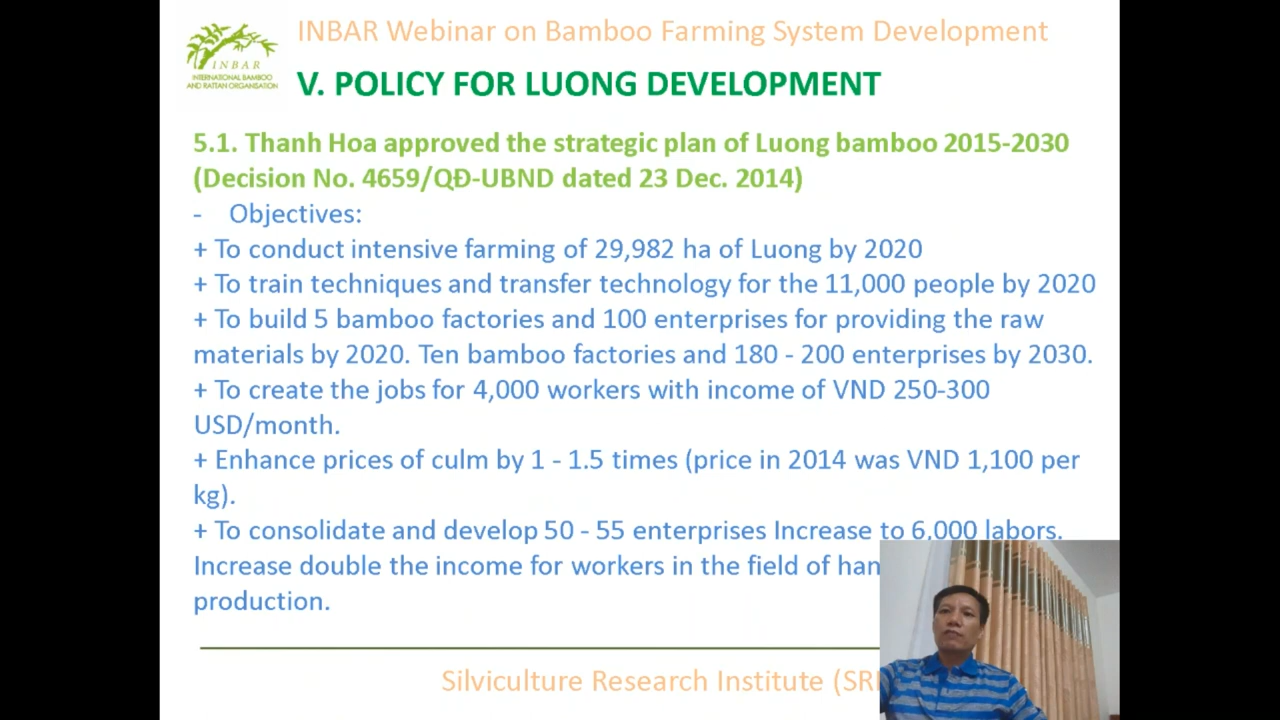 INBAR Webinar on Bamboo Farming System Development
INBAR
INTERNATIONAL BAMBOO
AND RATTAN ORGANISATION
V. POLICY FOR LUONG DEVELOPMENT
5.1. Thanh Hoa approved the strategic plan of Luong bamboo 2015-2030
(Decision No. 4659/QĐ-UBND dated 23 Dec. 2014)
- Objectives:
+ To conduct intensive farming of 29,982 ha of Luong by 2020
+ To train techniques and transfer technology for the 11,000 people by 2020
+ To build 5 bamboo factories and 100 enterprises for providing the raw
materials by 2020. Ten bamboo factories and 180 - 200 enterprises by 2030.
+ To create the jobs for 4,000 workers with income of VND 250-300
USD/month.
+ Enhance prices of culm by 1 - 1.5 times (price in 2014 was VND 1,100 per
kg).
+ To consolidate and develop 50 - 55 enterprises Increase to 6,000 labors.
Increase double the income for workers in the field of
production.
Silviculture Research Institute